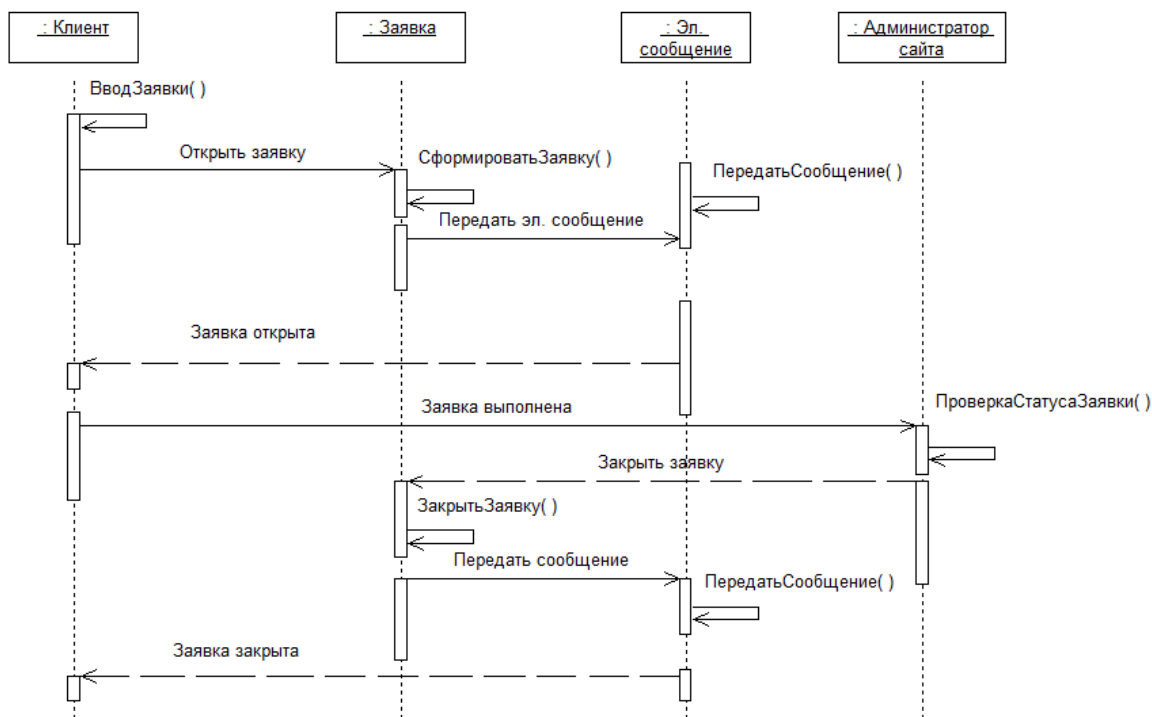 _: Клиент
_: Заявка
_: Эл.
сообщение
_: Администратор
сайта
ВводЗаявки( )
Открыть заявку
СформироватьЗаявку( )
ПередатьСообщение( )
Передать эл. сообщение
Заявка открыта
Заявка выполнена
ПроверкаСтатусаЗаявки( )
Закрыть заявку
ЗакрытьЗаявку( )
Передать сообщение
ПередатьСообщение( )
Заявка закрыта